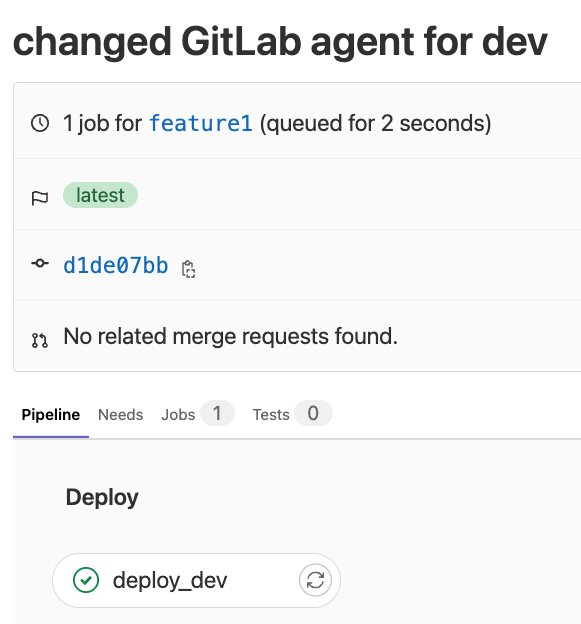 changed GitLab agent for dev
1 job for feature1 (queued for 2 seconds)
latest
d1de07bb
No related merge requests found.
Pipeline Needs Jobs 1 Tests 0
Deploy
deploy_dev